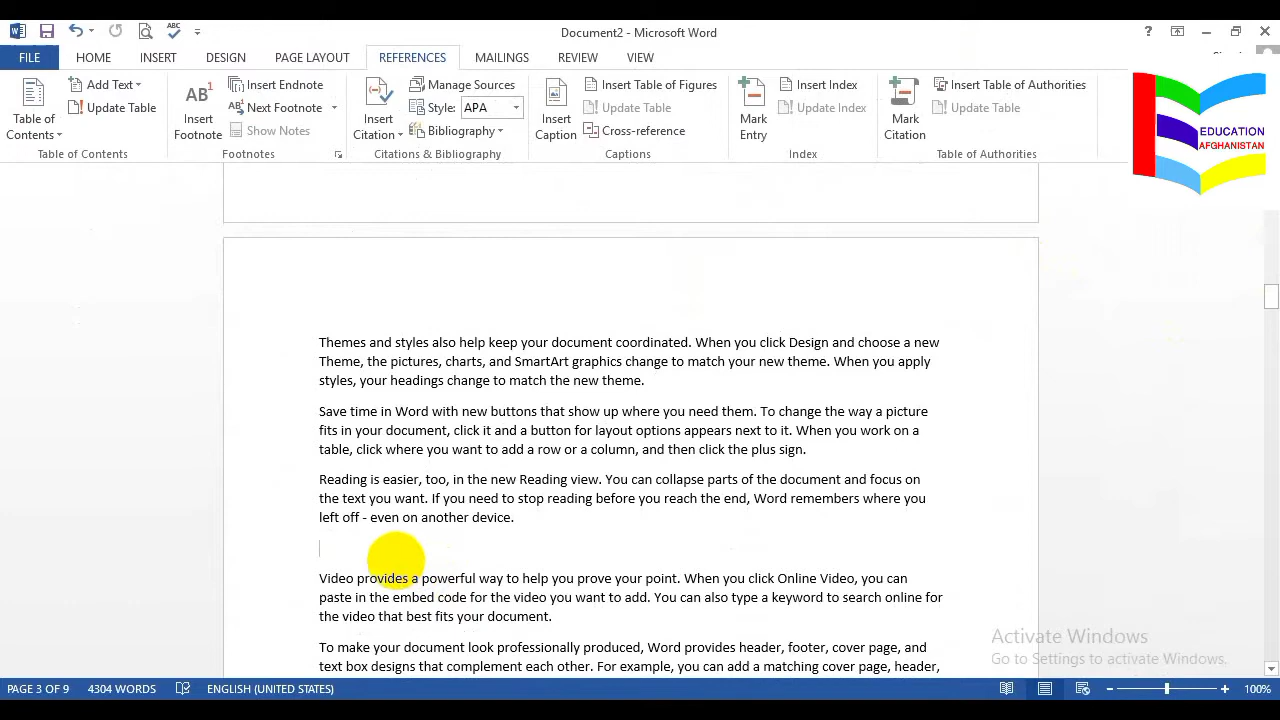 Document2 - Microsoft Word
FILE HOME INSERT DESIGN PAGE LAYOUT REFERENCES MAILINGS REVIEW VIEW
Table of Contents
Add Text
Update Table
Table of Contents
AB¹ Insert Footnote
Insert Endnote
Next Footnote
Show Notes
Footnotes
Insert Citation
Manage Sources
Style: APA
Bibliography
Citations & Bibliography
Insert Caption
Insert Table of Figures
Update Table
Cross-reference
Captions
Mark Entry
Insert Index
Update Index
Index
Mark Citation
Insert Table of Authorities
Update Table
Table of Authorities
EDUCATION
AFGHANISTAN
Themes and styles also help keep your document coordinated. When you click Design and choose a new
Theme, the pictures, charts, and SmartArt graphics change to match your new theme. When you apply
styles, your headings change to match the new theme.
Save time in Word with new buttons that show up where you need them. To change the way a picture
fits in your document, click it and a button for layout options appears next to it. When you work on a
table, click where you want to add a row or a column, and then click the plus sign.
Reading is easier, too, in the new Reading view. You can collapse parts of the document and focus on
the text you want. If you need to stop reading before you reach the end, Word remembers where you
left off - even on another device.
Video provides a powerful way to help you prove your point. When you click Online Video, you can
paste in the embed code for the video you want to add. You can also type a keyword to search online for
the video that best fits your document.
To make your document look professionally produced, Word provides header, footer, cover page, and
text box designs that complement each other. For example, you can add a matching cover page, header,
Activate Windows
Go to Settings to activate Windows.
PAGE 3 OF 9 4304 WORDS ENGLISH (UNITED STATES) 100%